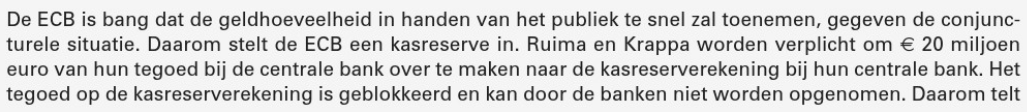 De ECB is bang dat de geldhoeveelheid in handen van het publiek te snel zal toenemen, gegeven de conjunc-
turele situatie. Daarom stelt de ECB een kasreserve in. Ruima en Krappa worden verplicht om € 20 miljoen
euro van hun tegoed bij de centrale bank over te maken naar de kasreserverekening bij hun centrale bank. Het
tegoed op de kasreserverekening is geblokkeerd en kan door de banken niet worden opgenomen. Daarom telt